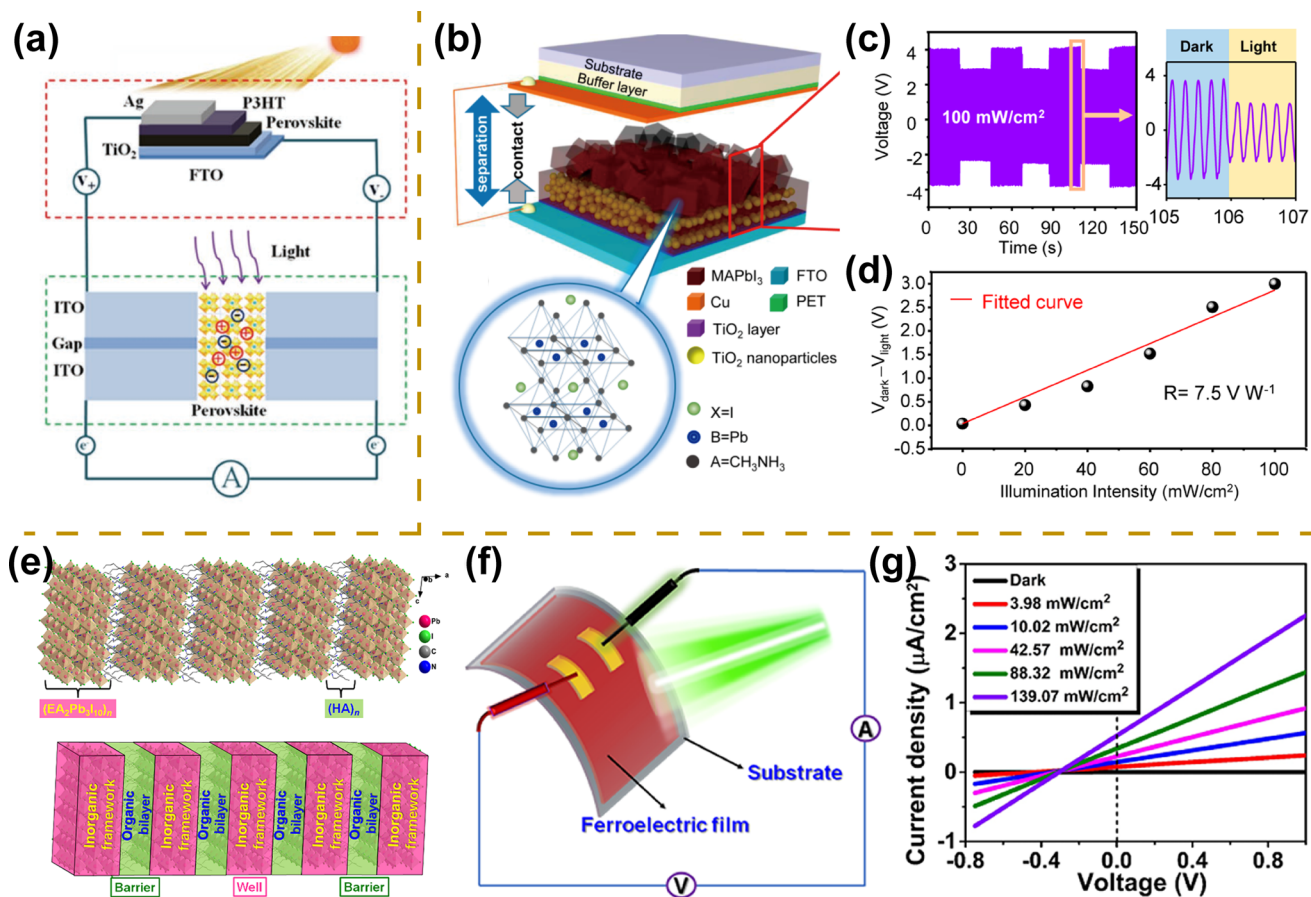 (a)
Ag
P3HT
Perovskite
TiO2
FTO
V+
V-
Light
ITO
Gap
ITO
Perovskite
e-
e-
A
(b)
Substrate
Buffer layer
separation
contact
MAPbI3
FTO
Cu
PET
TiO2 layer
TiO2 nanoparticles
X=I
B=Pb
A=CH3NH3
(c)
Voltage (V)
4
2
0
-2
-4
100 mW/cm2
0 30 60 90 120 150
Time (s)
Dark Light
4
0
-4
105 106 107
(d)
Vdark−Vlight (V)
3.0
2.5
2.0
1.5
1.0
0.5
0.0
-0.5
Fitted curve
R= 7.5 V W-1
0 20 40 60 80 100
Illumination Intensity (mW/cm2)
(e)
a
b
c
Pb
I
C
N
(EA2Pb3I10)n
(HA)n
Inorganic
framework
Organic
bilayer
Inorganic
framework
Organic
bilayer
Inorganic
framework
Organic
bilayer
Inorganic
framework
Organic
bilayer
Inorganic
framework
Barrier
Well
Barrier
(f)
A
Substrate
Ferroelectric film
V
(g)
Current density (μA/cm2)
3
2
1
0
-1
Dark
3.98 mW/cm2
10.02 mW/cm2
42.57 mW/cm2
88.32 mW/cm2
139.07 mW/cm2
-0.8 -0.4 0.0 0.4 0.8
Voltage (V)